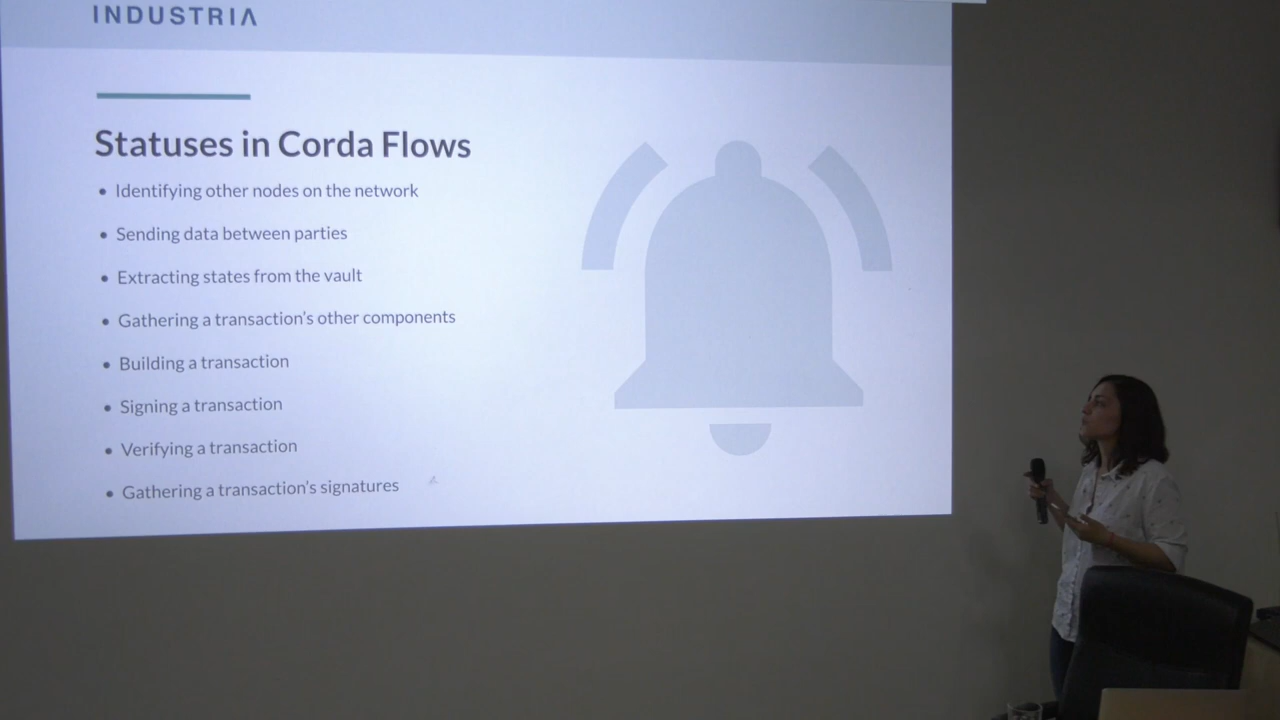 INDUSTRIA
Statuses in Corda Flows
• Identifying other nodes on the network
• Sending data between parties
• Extracting states from the vault
• Gathering a transaction's other components
• Building a transaction
• Signing a transaction
• Verifying a transaction
• Gathering a transaction's signatures